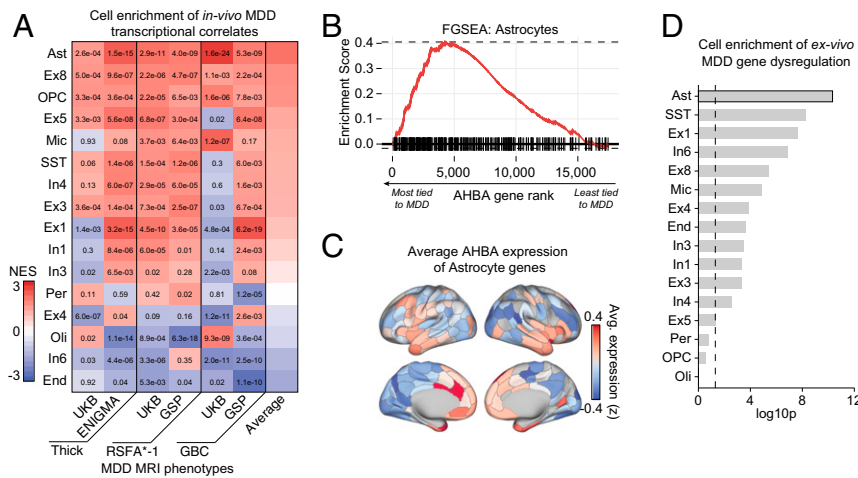 A
Cell enrichment of in-vivo MDD
transcriptional correlates
Ast 2.6e-04 1.5e-15 2.9e-11 4.0e-09 1.6e-24 5.3e-09
Ex8 5.0e-04 9.6e-07 2.2e-06 4.7e-07 1.1e-03 2.2e-04
OPC 3.3e-04 3.6e-04 2.2e-05 6.5e-03 1.6e-06 7.8e-03
Ex5 3.3e-03 5.6e-08 6.8e-07 3.0e-04 0.02 6.4e-08
Mic 0.93 0.08 3.7e-03 6.4e-03 1.2e-07 0.17
SST 0.06 1.4e-06 1.5e-04 1.2e-06 0.3 6.0e-03
In4 0.13 6.0e-07 2.9e-05 6.0e-05 0.6 1.6e-03
Ex3 3.6e-04 1.4e-04 7.3e-04 2.5e-07 0.03 6.7e-04
Ex1 1.4e-03 3.2e-15 4.5e-10 3.6e-05 4.8e-04 6.2e-19
In1 0.3 8.4e-06 6.0e-05 0.01 0.14 2.4e-03
In3 0.02 6.5e-03 0.02 0.28 2.2e-03 0.08
Per 0.11 0.59 0.42 0.02 0.81 1.2e-05
Ex4 6.0e-07 0.04 0.09 0.16 1.2e-11 2.6e-03
Oli 0.02 1.1e-14 8.9e-04 6.3e-18 9.3e-09 3.6e-04
In6 0.03 4.4e-06 3.3e-06 0.35 2.0e-11 2.5e-10
End 0.92 0.04 5.3e-03 0.04 0.02 1.1e-10
NES
3
0
-3
UKB ENIGMA UKB GSP UKB GSP Average
Thick RSFA*-1 GBC
MDD MRI phenotypes
B
FGSEA: Astrocytes
Enrichment Score
0.4
0.3
0.2
0.1
0.0
0 5,000 10,000 15,000
Most tied
to MDD
AHBA gene rank
Least tied
to MDD
C
Average AHBA expression
of Astrocyte genes
0.4
-0.4
Avg. expression (z)
D
Cell enrichment of ex-vivo
MDD gene dysregulation
Ast
SST
Ex1
In6
Ex8
Mic
Ex4
End
In3
In1
Ex3
In4
Ex5
Per
OPC
Oli
0 4 8 12
log10p